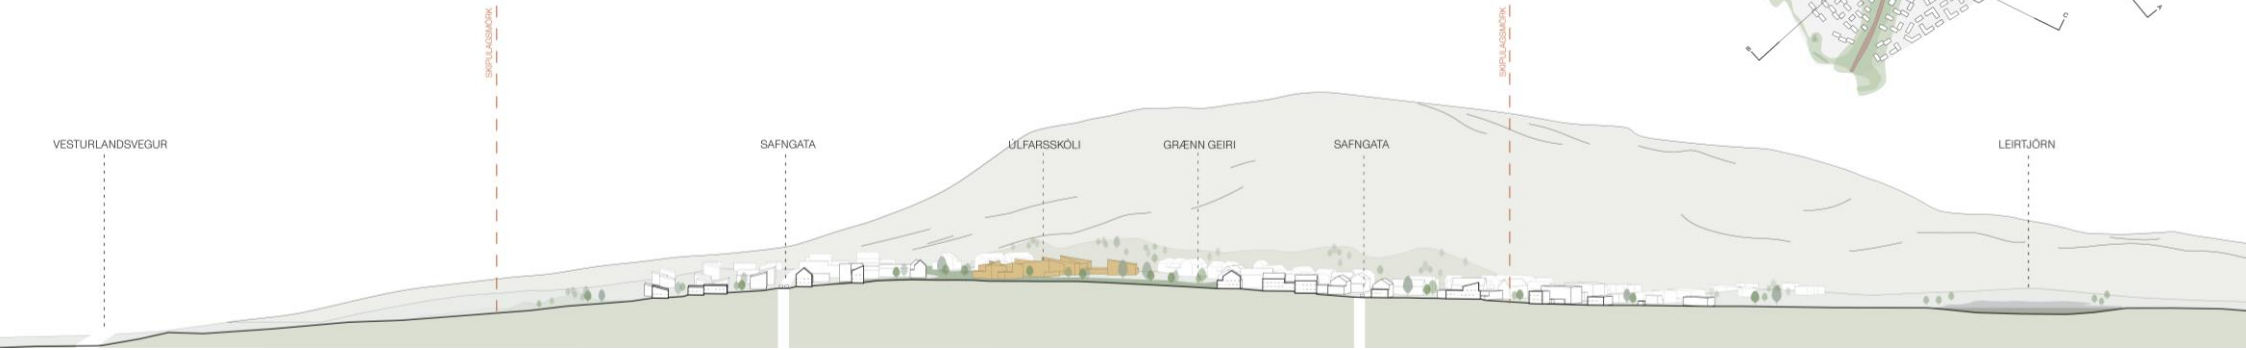 SKIPULAGSMÖRK
SKIPULAGSMÖRK
B
C
A
VESTURLANDSVEGUR
SAFNGATA
ÚLFARSSKÓLI
GRÆNN GEIRI
SAFNGATA
LEIRTJÖRN